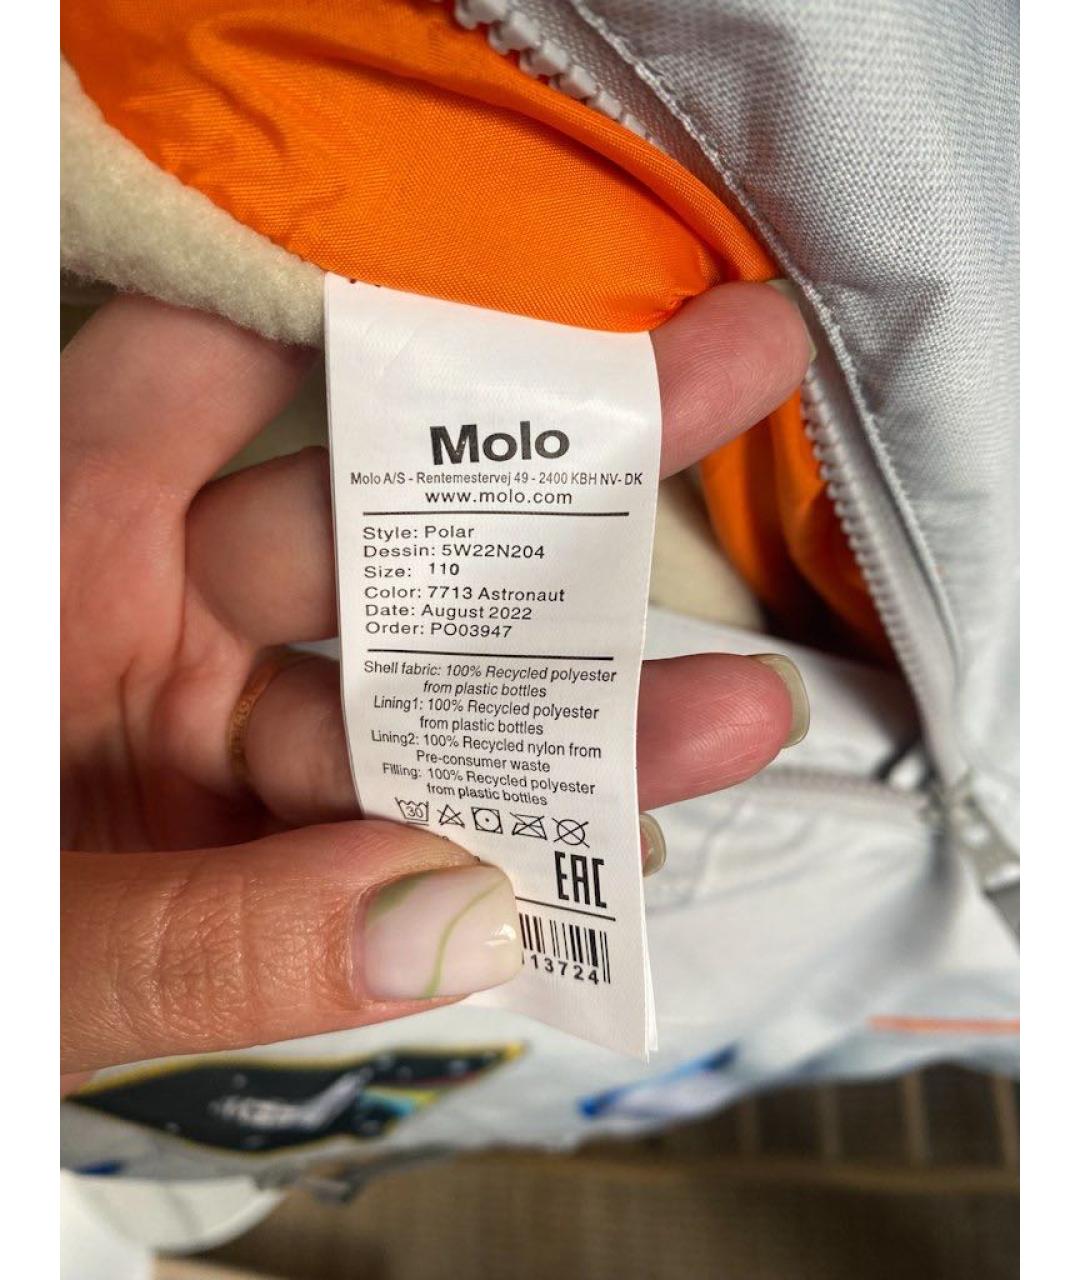 Molo
Molo A/S - Rentemestervej 49 - 2400 KBH NV- DK
www.molo.com
Style: Polar
Dessin: 5W22N204
Size: 110
Color: 7713 Astronaut
Date: August 2022
Order: PO03947
Shell fabric: 100% Recycled polyester
from plastic bottles
Lining1: 100% Recycled polyester
from plastic bottles
Lining2: 100% Recycled nylon from
Pre-consumer waste
Filling: 100% Recycled polyester
from plastic bottles
30
EAC
13724